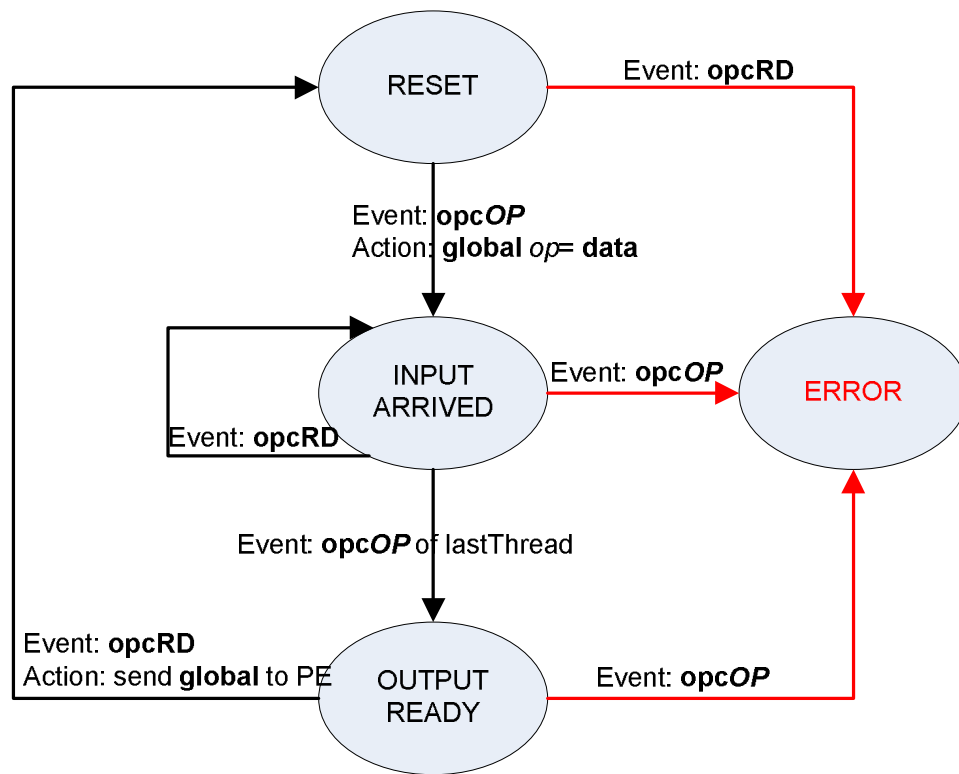 RESET
Event: opcRD
Event: opcOP
Action: global op= data
INPUT
ARRIVED
Event: opcOP
ERROR
Event: opcRD
Event: opcOP of lastThread
Event: opcRD
Action: send global to PE
OUTPUT
READY
Event: opcOP